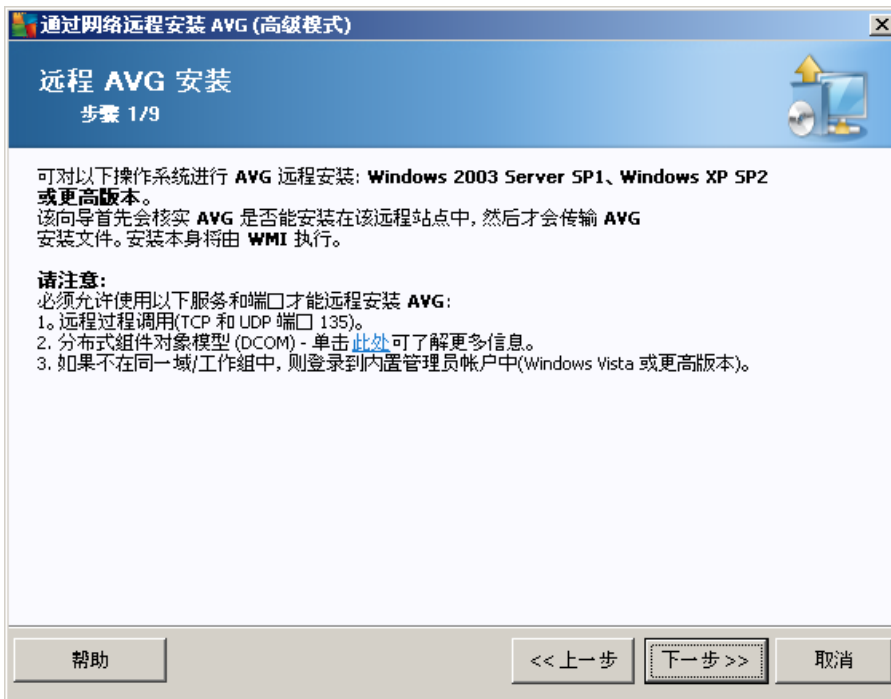 通过网络远程安装 AVG (高级模式)
远程 AVG 安装
步骤 1/9
可对以下操作系统进行 AVG 远程安装: Windows 2003 Server SP1、Windows XP SP2
或更高版本。
该向导首先会核实 AVG 是否能安装在该远程站点中, 然后才会传输 AVG
安装文件。安装本身将由 WMI 执行。
请注意:
必须允许使用以下服务和端口才能远程安装 AVG:
1。远程过程调用(TCP 和 UDP 端口 135)。
2. 分布式组件对象模型 (DCOM) - 单击此处可了解更多信息。
3. 如果不在同一域/工作组中, 则登录到内置管理员帐户中(Windows Vista 或更高版本)。
帮助
<< 上一步
下一步 >>
取消